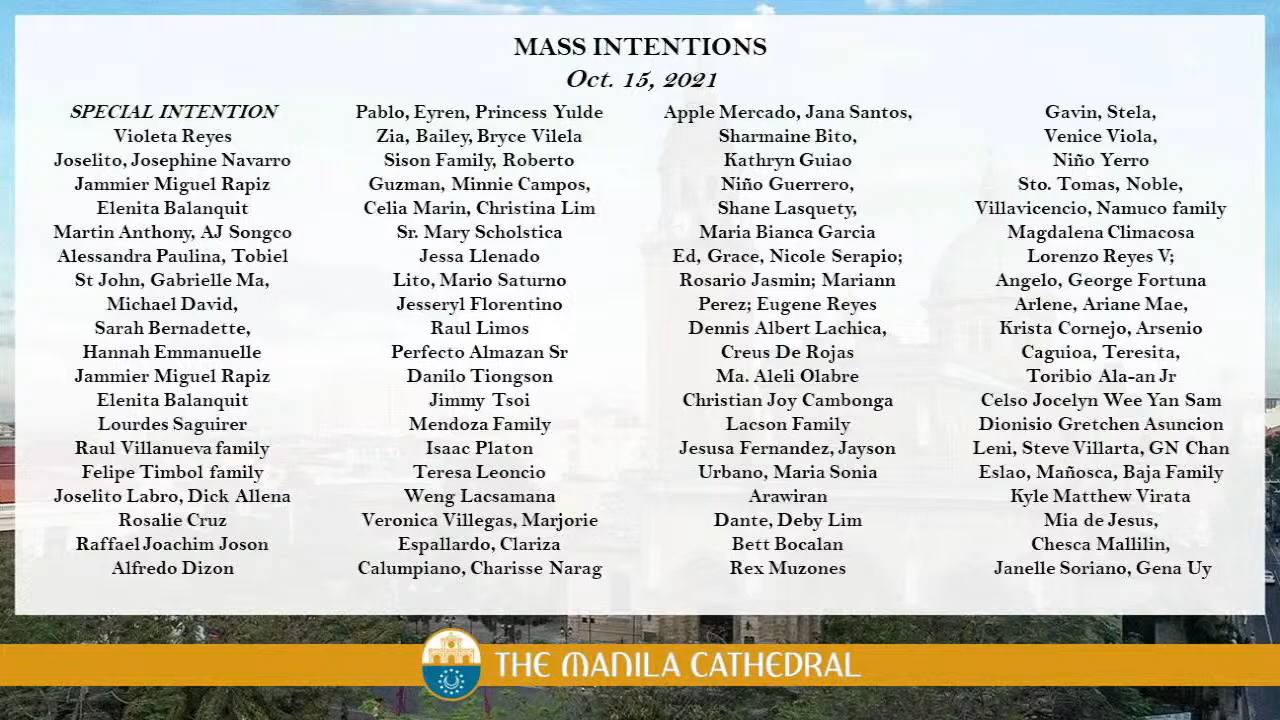 MASS INTENTIONS
Oct. 15, 2021
SPECIAL INTENTION
Violeta Reyes
Joselito, Josephine Navarro
Jammier Miguel Rapiz
Elenita Balanquit
Martin Anthony, AJ Songco
Alessandra Paulina, Tobiel
St John, Gabrielle Ma,
Michael David,
Sarah Bernadette,
Hannah Emmanuelle
Jammier Miguel Rapiz
Elenita Balanquit
Lourdes Saguirer
Raul Villanueva family
Felipe Timbol family
Joselito Labro, Dick Allena
Rosalie Cruz
Raffael Joachim Joson
Alfredo Dizon
Pablo, Eyren, Princess Yulde
Zia, Bailey, Bryce Vilela
Sison Family, Roberto
Guzman, Minnie Campos,
Celia Marin, Christina Lim
Sr. Mary Scholstica
Jessa Llenado
Lito, Mario Saturno
Jesseryl Florentino
Raul Limos
Perfecto Almazan Sr
Danilo Tiongson
Jimmy Tsoi
Mendoza Family
Isaac Platon
Teresa Leoncio
Weng Lacsamana
Veronica Villegas, Marjorie
Espallardo, Clariza
Calumpiano, Charisse Narag
Apple Mercado, Jana Santos,
Sharmaine Bito,
Kathryn Guiao
Niño Guerrero,
Shane Lasquety,
Maria Bianca Garcia
Ed, Grace, Nicole Serapio;
Rosario Jasmin; Mariann
Perez; Eugene Reyes
Dennis Albert Lachica,
Creus De Rojas
Ma. Aleli Olabre
Christian Joy Cambonga
Lacson Family
Jesusa Fernandez, Jayson
Urbano, Maria Sonia
Arawiran
Dante, Deby Lim
Bett Bocalan
Rex Muzones
Gavin, Stela,
Venice Viola,
Niño Yerro
Sto. Tomas, Noble,
Villavicencio, Namuco family
Magdalena Climacosa
Lorenzo Reyes V;
Angelo, George Fortuna
Arlene, Ariane Mae,
Krista Cornejo, Arsenio
Caguioa, Teresita,
Toribio Ala-an Jr
Celso Jocelyn Wee Yan Sam
Dionisio Gretchen Asuncion
Leni, Steve Villarta, GN Chan
Eslao, Mañosca, Baja Family
Kyle Matthew Virata
Mia de Jesus,
Chesca Mallilin,
Janelle Soriano, Gena Uy
THE MANILA CATHEDRAL